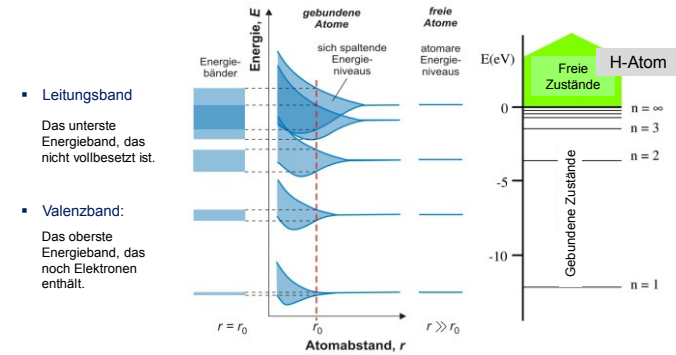 ▪ Leitungsband
Das unterste
Energieband, das
nicht vollbesetzt ist.
▪ Valenzband:
Das oberste
Energieband, das
noch Elektronen
enthält.
Energie-
bänder
r = r₀
Energie, E
gebundene
Atome
sich spaltende
Energie-
niveaus
freie
Atome
atomare
Energie-
niveaus
r₀
r ≫ r₀
Atomabstand, r
E(eV)
Freie
Zustände
H-Atom
0
-5
-10
Gebundene Zustände
n = ∞
n = 3
n = 2
n = 1